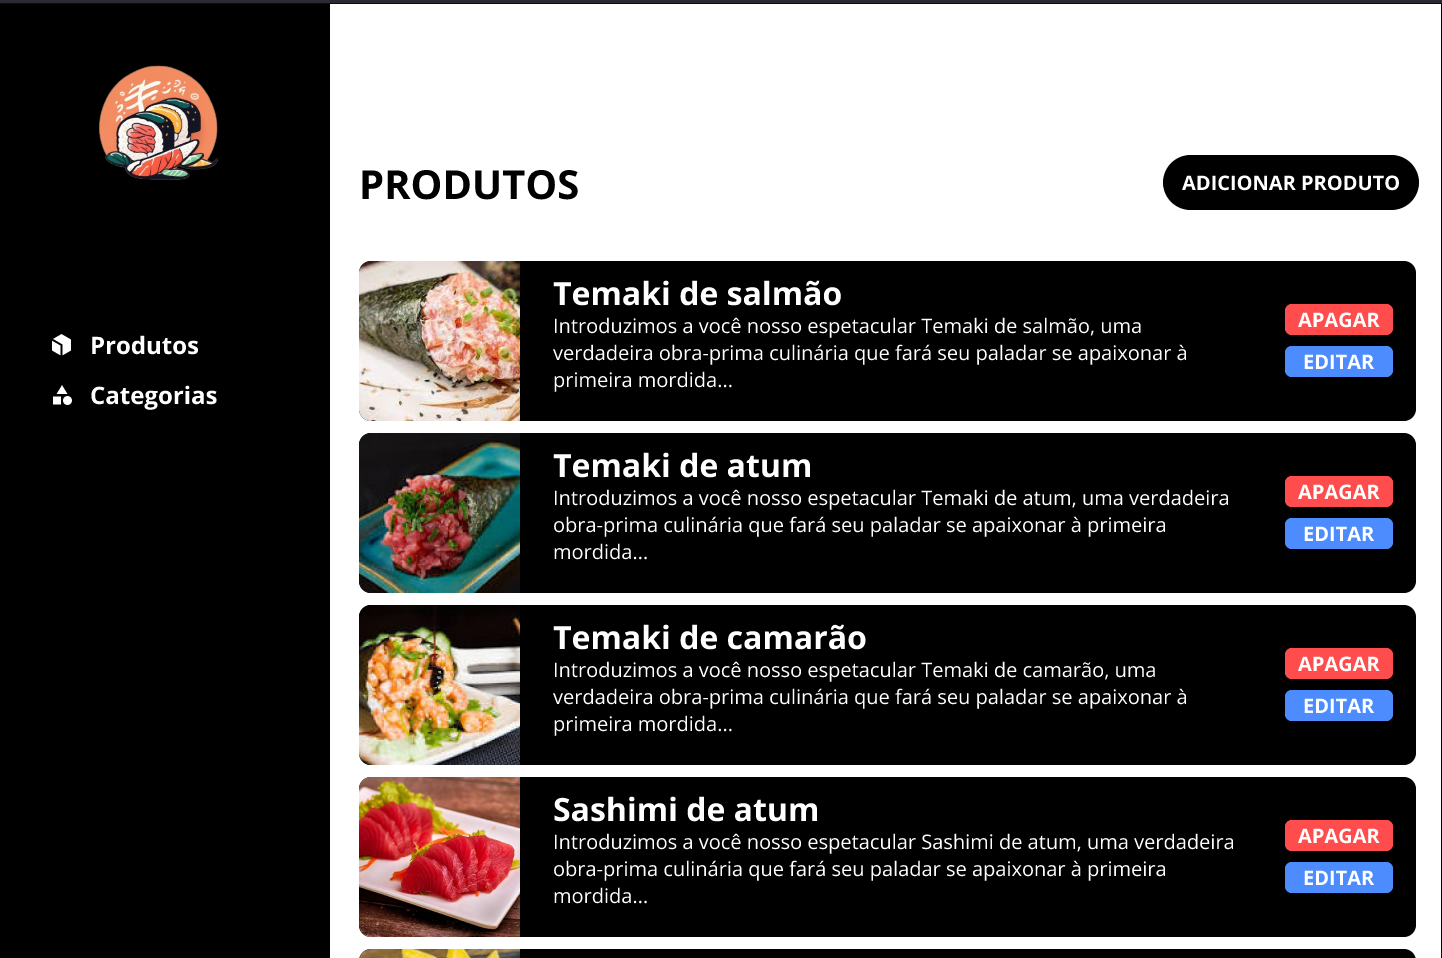 Produtos
Categorias
PRODUTOS
ADICIONAR PRODUTO
Temaki de salmão
Introduzimos a você nosso espetacular Temaki de salmão, uma
verdadeira obra-prima culinária que fará seu paladar se apaixonar à
primeira mordida...
APAGAR
EDITAR
Temaki de atum
Introduzimos a você nosso espetacular Temaki de atum, uma verdadeira
obra-prima culinária que fará seu paladar se apaixonar à primeira
mordida...
APAGAR
EDITAR
Temaki de camarão
Introduzimos a você nosso espetacular Temaki de camarão, uma
verdadeira obra-prima culinária que fará seu paladar se apaixonar à
primeira mordida...
APAGAR
EDITAR
Sashimi de atum
Introduzimos a você nosso espetacular Sashimi de atum, uma verdadeira
obra-prima culinária que fará seu paladar se apaixonar à primeira
mordida...
APAGAR
EDITAR